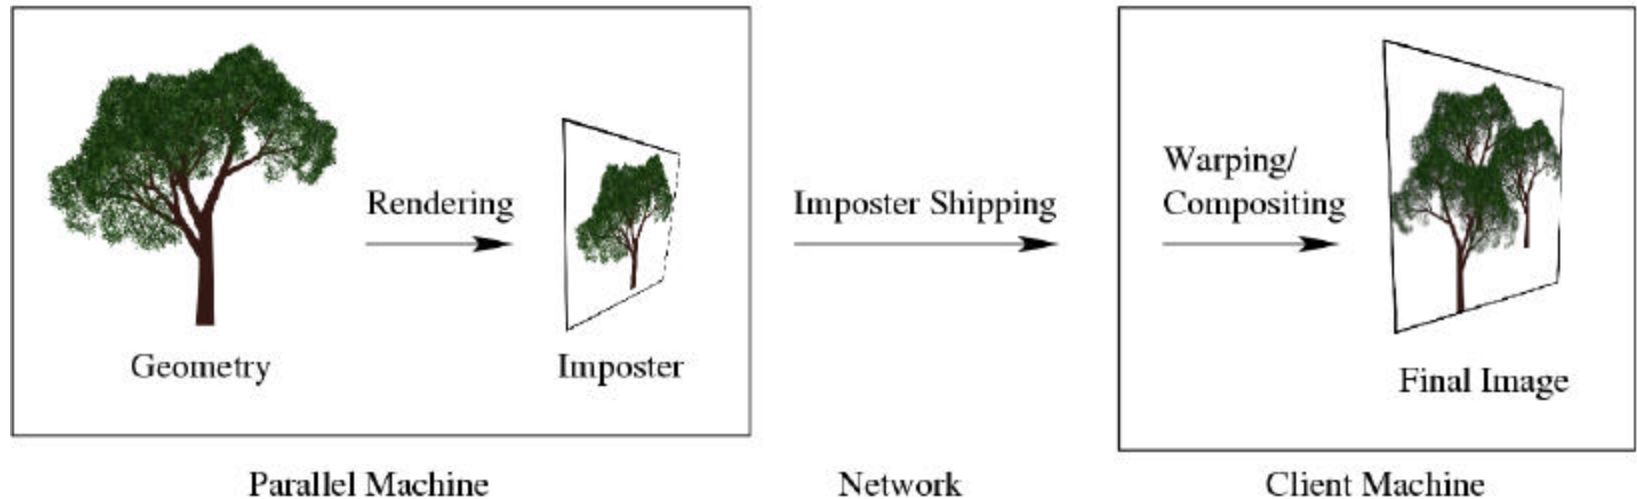 Rendering
Geometry
Imposter
Parallel Machine
Imposter Shipping
Network
Warping/
Compositing
Final Image
Client Machine